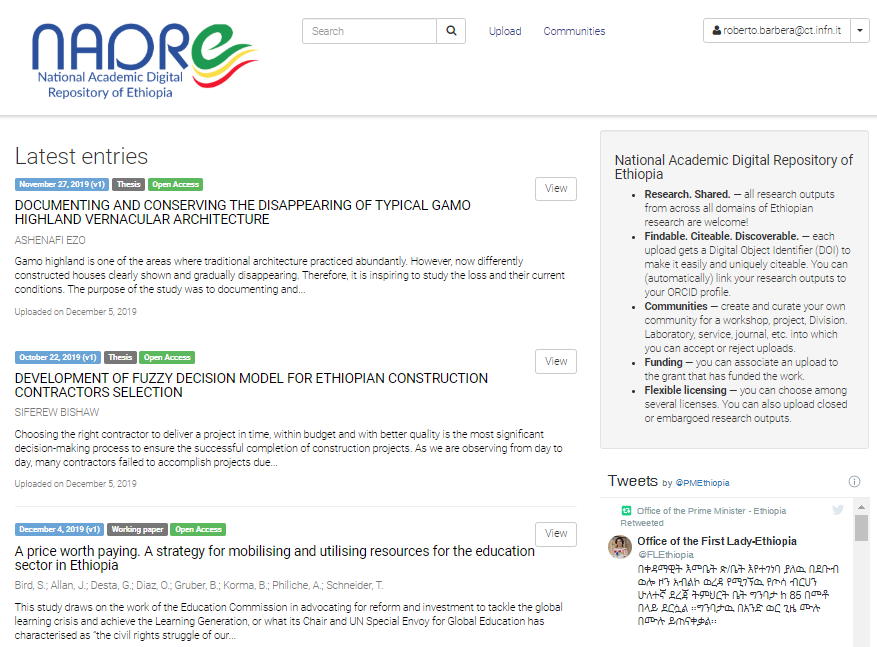 NADRe
National Academic Digital
Repository of Ethiopia
Search
Upload
Communities
roberto.barbera@ct.infn.it
Latest entries
November 27, 2019 (v1) Thesis Open Access
View
DOCUMENTING AND CONSERVING THE DISAPPEARING OF TYPICAL GAMO
HIGHLAND VERNACULAR ARCHITECTURE
ASHENAFI EZO
Gamo highland is one of the areas where traditional architecture practiced abundantly. However, now differently
constructed houses clearly shown and gradually disappearing. Therefore, it is inspiring to study the loss and their current
conditions. The purpose of the study was to documenting and...
Uploaded on December 5, 2019
October 22, 2019 (v1) Thesis Open Access
View
DEVELOPMENT OF FUZZY DECISION MODEL FOR ETHIOPIAN CONSTRUCTION
CONTRACTORS SELECTION
SIFEREW BISHAW
Choosing the right contractor to deliver a project in time, within budget and with better quality is the most significant
decision-making process to ensure the successful completion of construction projects. As we are observing from day to
day, many contractors failed to accomplish projects due...
Uploaded on December 5, 2019
December 4, 2019 (v1) Working paper Open Access
View
A price worth paying. A strategy for mobilising and utilising resources for the education
sector in Ethiopia
Bird, S.; Allan, J.; Desta, G.; Diaz, O.; Gruber, B.; Korma, B.; Philiche, A.; Schneider, T.
This study draws on the work of the Education Commission in advocating for reform and investment to tackle the global
learning crisis and achieve the Learning Generation, or what its Chair and UN Special Envoy for Global Education has
characterised as “the civil rights struggle of our...
National Academic Digital Repository of
Ethiopia
• Research. Shared. — all research outputs
from across all domains of Ethiopian
research are welcome!
• Findable. Citeable. Discoverable. — each
upload gets a Digital Object Identifier (DOI) to
make it easily and uniquely citeable. You can
(automatically) link your research outputs to
your ORCID profile.
• Communities — create and curate your own
community for a workshop, project, Division.
Laboratory, service, journal, etc. into which
you can accept or reject uploads.
• Funding — you can associate an upload to
the grant that has funded the work.
• Flexible licensing — you can choose among
several licenses. You can also upload closed
or embargoed research outputs.
Tweets by @PMEthiopia
Office of the Prime Minister - Ethiopia
Retweeted
Office of the First Lady-Ethiopia
@FLEthiopia
በቀዳማዊት እመቤት ጽ/ቤት እየተገነባ ያለዉ በደቡብ
ወሎ ዞን አብልኮ ወረዳ የሚገኘዉ የጦሳ ብርሀን
ሁለተኛ ደረጃ ትምህርት ቤት ግንባታ ከ 85 በመቶ
በላይ ደርሷል ።ግንባታዉ በአንድ ወር ጊዜ ሙሉ
በሙሉ ይጠናቀቃል።